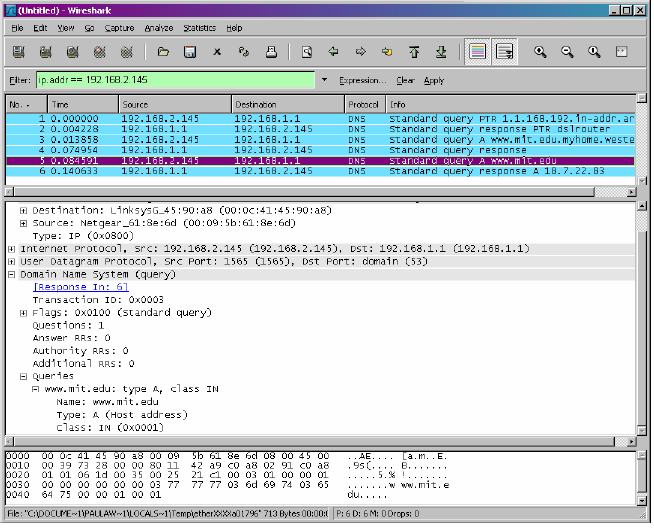 (Untitled) - Wireshark
File Edit View Go Capture Analyze Statistics Help
Filter: ip.addr == 192.168.2.145 Expression... Clear Apply
No. Time Source Destination Protocol Info
1 0.000000 192.168.2.145 192.168.1.1 DNS Standard query PTR 1.1.168.192.in-addr.ar
2 0.004228 192.168.1.1 192.168.2.145 DNS Standard query response PTR dslrouter
3 0.013858 192.168.2.145 192.168.1.1 DNS Standard query A www.mit.edu.myhome.weste
4 0.074954 192.168.1.1 192.168.2.145 DNS Standard query response
5 0.084591 192.168.2.145 192.168.1.1 DNS Standard query A www.mit.edu
6 0.140633 192.168.1.1 192.168.2.145 DNS Standard query response A 18.7.22.83
Destination: LinksysG_45:90:a8 (00:0c:41:45:90:a8)
Source: Netgear_61:8e:6d (00:09:5b:61:8e:6d)
Type: IP (0x0800)
Internet Protocol, Src: 192.168.2.145 (192.168.2.145), Dst: 192.168.1.1 (192.168.1.1)
User Datagram Protocol, Src Port: 1565 (1565), Dst Port: domain (53)
Domain Name System (query)
[Response In: 6]
Transaction ID: 0x0003
Flags: 0x0100 (Standard query)
Questions: 1
Answer RRs: 0
Authority RRs: 0
Additional RRs: 0
Queries
www.mit.edu: type A, class IN
Name: www.mit.edu
Type: A (Host address)
Class: IN (0x0001)
0000 00 0c 41 45 90 a8 00 09 5b 61 8e 6d 08 00 45 00 ..AE.... [a.m..E.
0010 00 39 73 28 00 00 80 11 42 a9 c0 a8 02 91 c0 a8 .9s(.... B.......
0020 01 01 06 1d 00 35 00 25 21 c1 00 03 01 00 00 01 .....5.% !.......
0030 00 00 00 00 00 00 03 77 77 77 03 6d 69 74 03 65 .......w ww.mit.e
0040 64 75 00 00 01 00 01 du.....
File: "C:\DOCUME~1\PAULAW~1\LOCALS~1\Temp\etherXXXXa01796" 713 Bytes 00:00:0 P: 6 D: 6 M: 0 Drops: 0